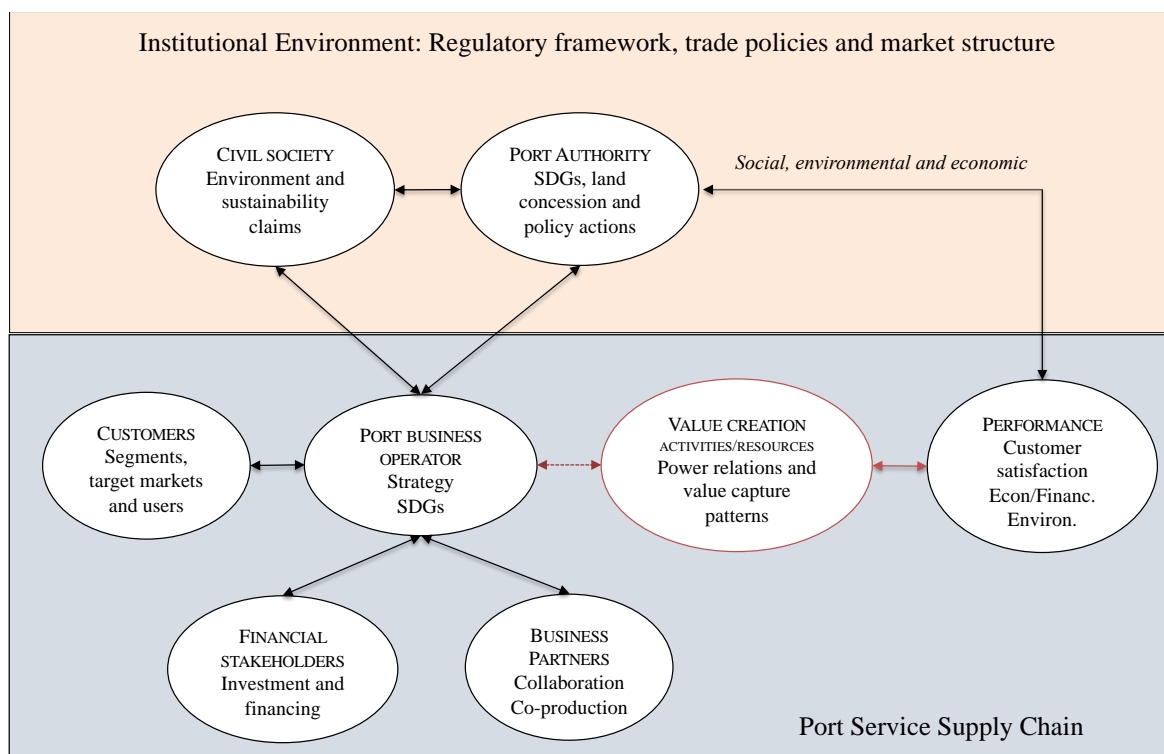 Institutional Environment: Regulatory framework, trade policies and market structure
CIVIL SOCIETY
Environment and
sustainability
claims
PORT AUTHORITY
SDGs, land
concession and
policy actions
Social, environmental and economic
CUSTOMERS
Segments,
target markets
and users
PORT BUSINESS
OPERATOR
Strategy
SDGs
VALUE CREATION
ACTIVITIES/RESOURCES
Power relations and
value capture
patterns
PERFORMANCE
Customer
satisfaction
Econ/Financ.
Environ.
FINANCIAL
STAKEHOLDERS
Investment and
financing
BUSINESS
PARTNERS
Collaboration
Co-production
Port Service Supply Chain